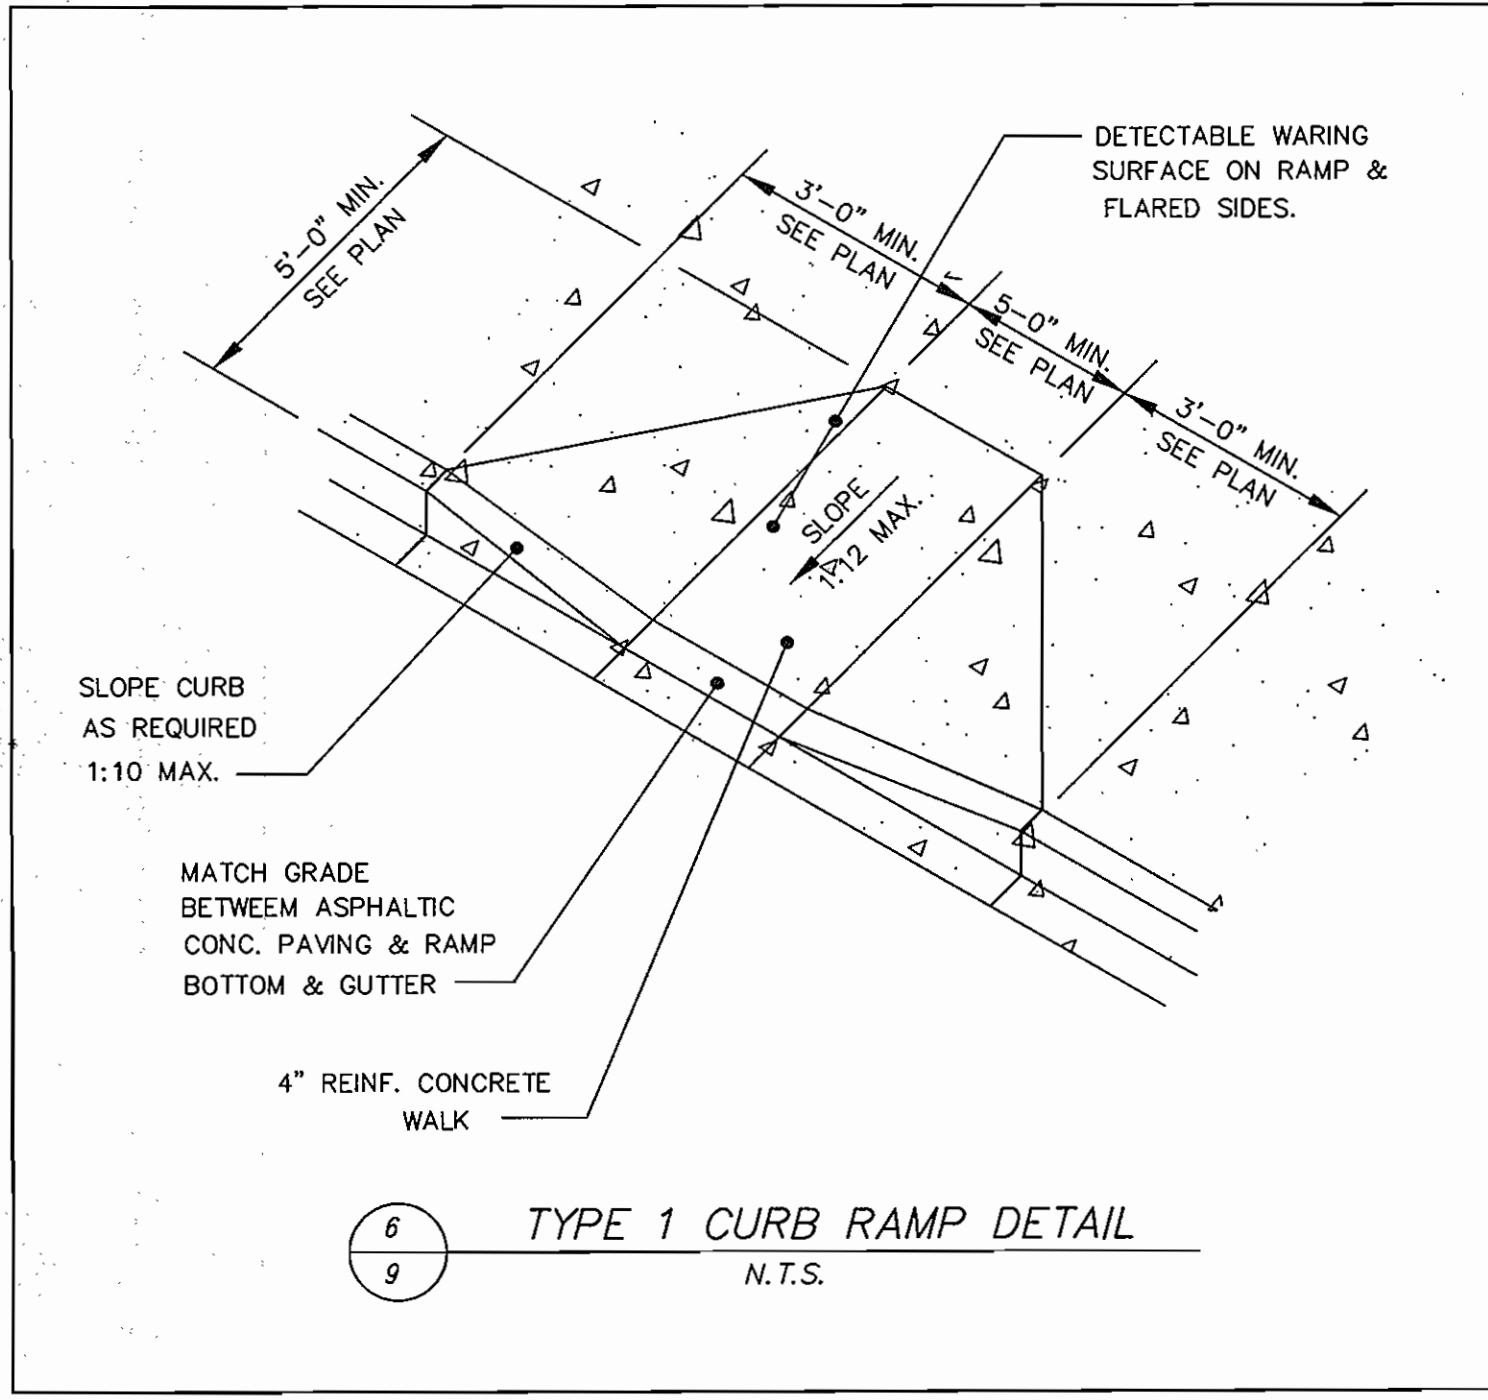 DETECTABLE WARING
SURFACE ON RAMP &
FLARED SIDES.
5'-0" MIN.
SEE PLAN
3'-0" MIN.
SEE PLAN
5-0" MIN.
SEE PLAN
3'-0" MIN.
SEE PLAN
SLOPE
1:12 MAX.
SLOPE CURB
AS REQUIRED
1:10 MAX.
MATCH GRADE
BETWEEM ASPHALTIC
CONC. PAVING & RAMP
BOTTOM & GUTTER
4" REINF. CONCRETE
WALK
6
9
TYPE 1 CURB RAMP DETAIL
N.T.S.